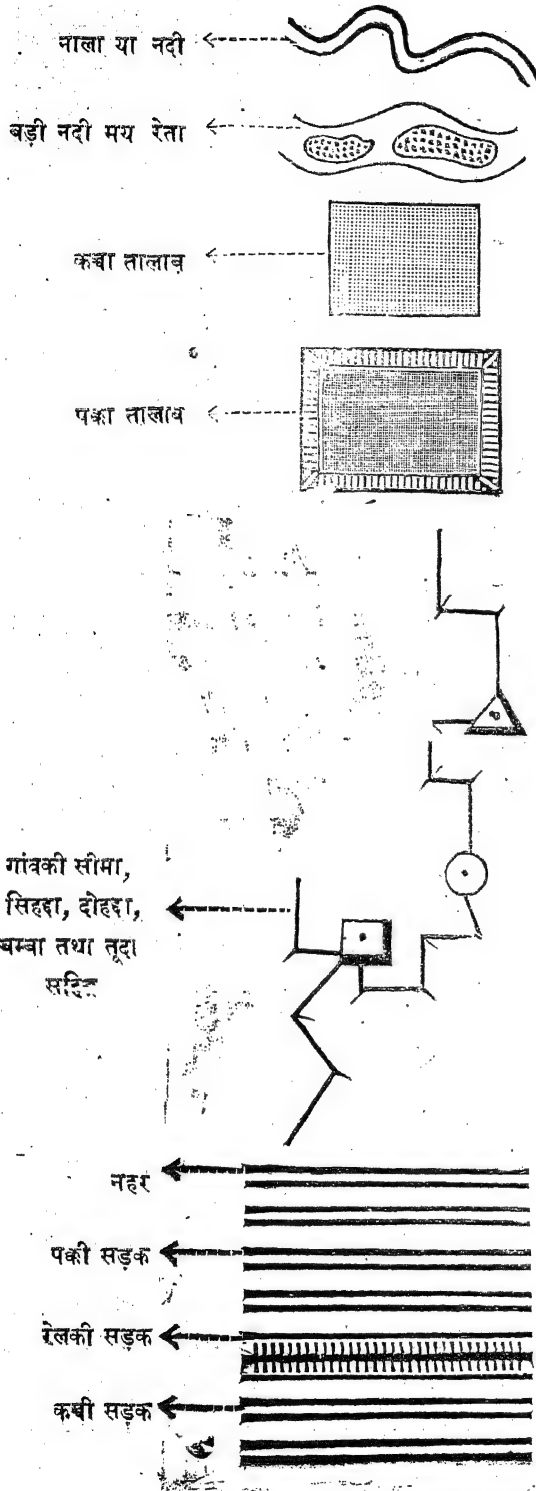 नाला या नदी
बड़ी नदी मय रेता
कच्चा तालाब
पक्का तालाब
गांवकी सीमा,
सिहद्दा, दोहद्दा,
बम्बा तथा तूदा
सहित
नहर
पक्की सड़क
रेलकी सड़क
कच्ची सड़क